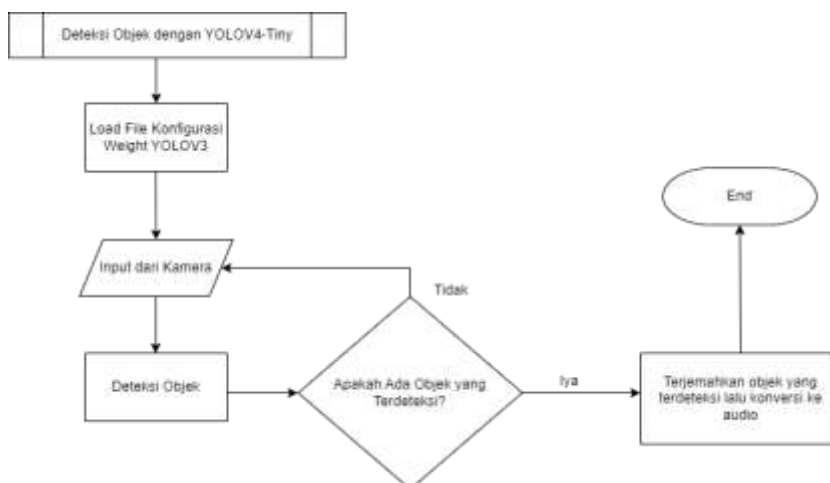 Deteksi Objek dengan YOLOV4-Tiny
Load File Konfigurasi
Weight YOLOV3
Input dari Kamera
Deteksi Objek
Apakah Ada Objek yang
Terdeteksi?
Tidak
Iya
Terjemahkan objek yang
terdeteksi lalu konversi ke
audio
End